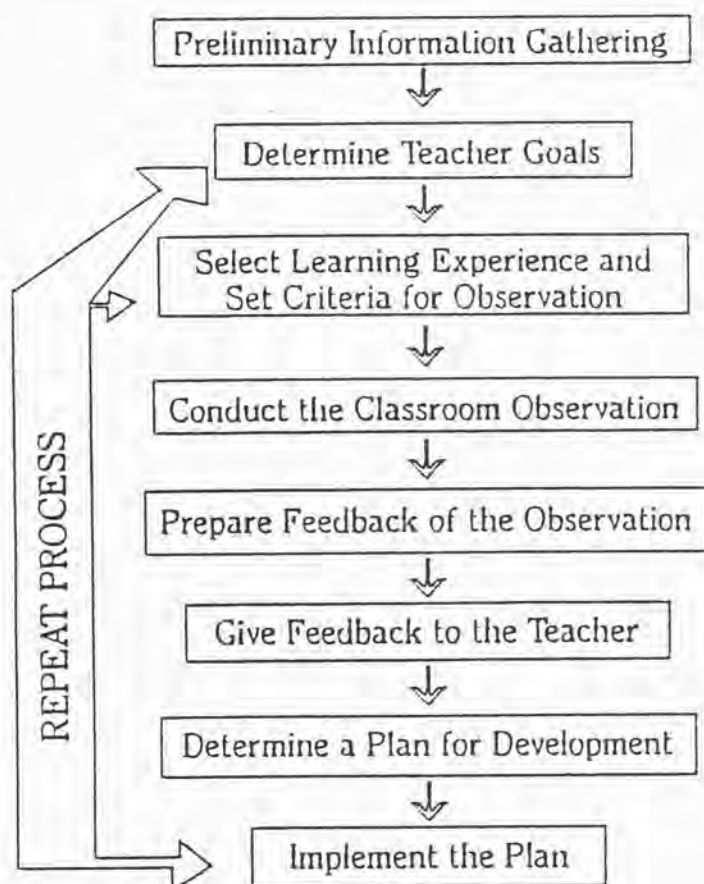 Preliminary Information Gathering
Determine Teacher Goals
Select Learning Experience and
Set Criteria for Observation
Conduct the Classroom Observation
Prepare Feedback of the Observation
Give Feedback to the Teacher
Determine a Plan for Development
Implement the Plan
REPEAT PROCESS